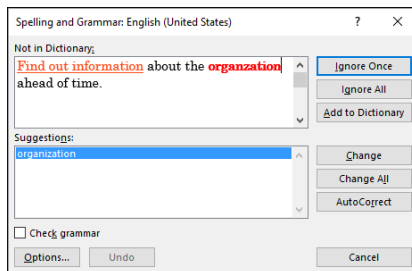 Spelling and Grammar: English (United States) ? ×
Not in Dictionary:
Find out information about the organzation
ahead of time.
Ignore Once
Ignore All
Add to Dictionary
Suggestions:
organization
Change
Change All
AutoCorrect
Check grammar
Options... Undo Cancel